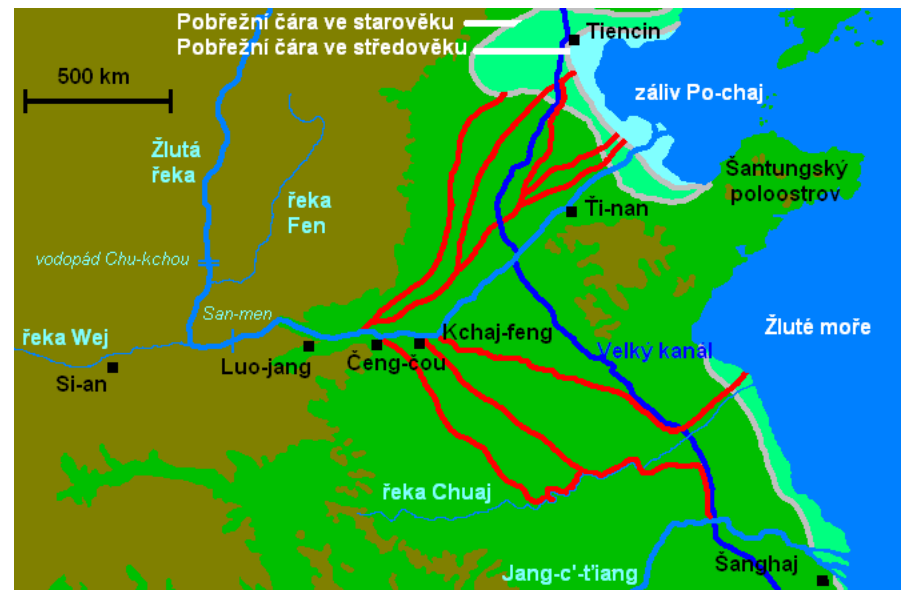 Pobřežní čára ve starověku
Pobřežní čára ve středověku
Tiencin
500 km
záliv Po-chaj
Žlutá
řeka
Šantungský
poloostrov
řeka
Fen
Ťi-nan
vodopád Chu-kchou
San-men
řeka Wej
Kchaj-feng
Žluté moře
Velký kanál
Luo-jang
Čeng-čou
Si-an
řeka Chuaj
Šanghaj
Jang-c'-ťiang